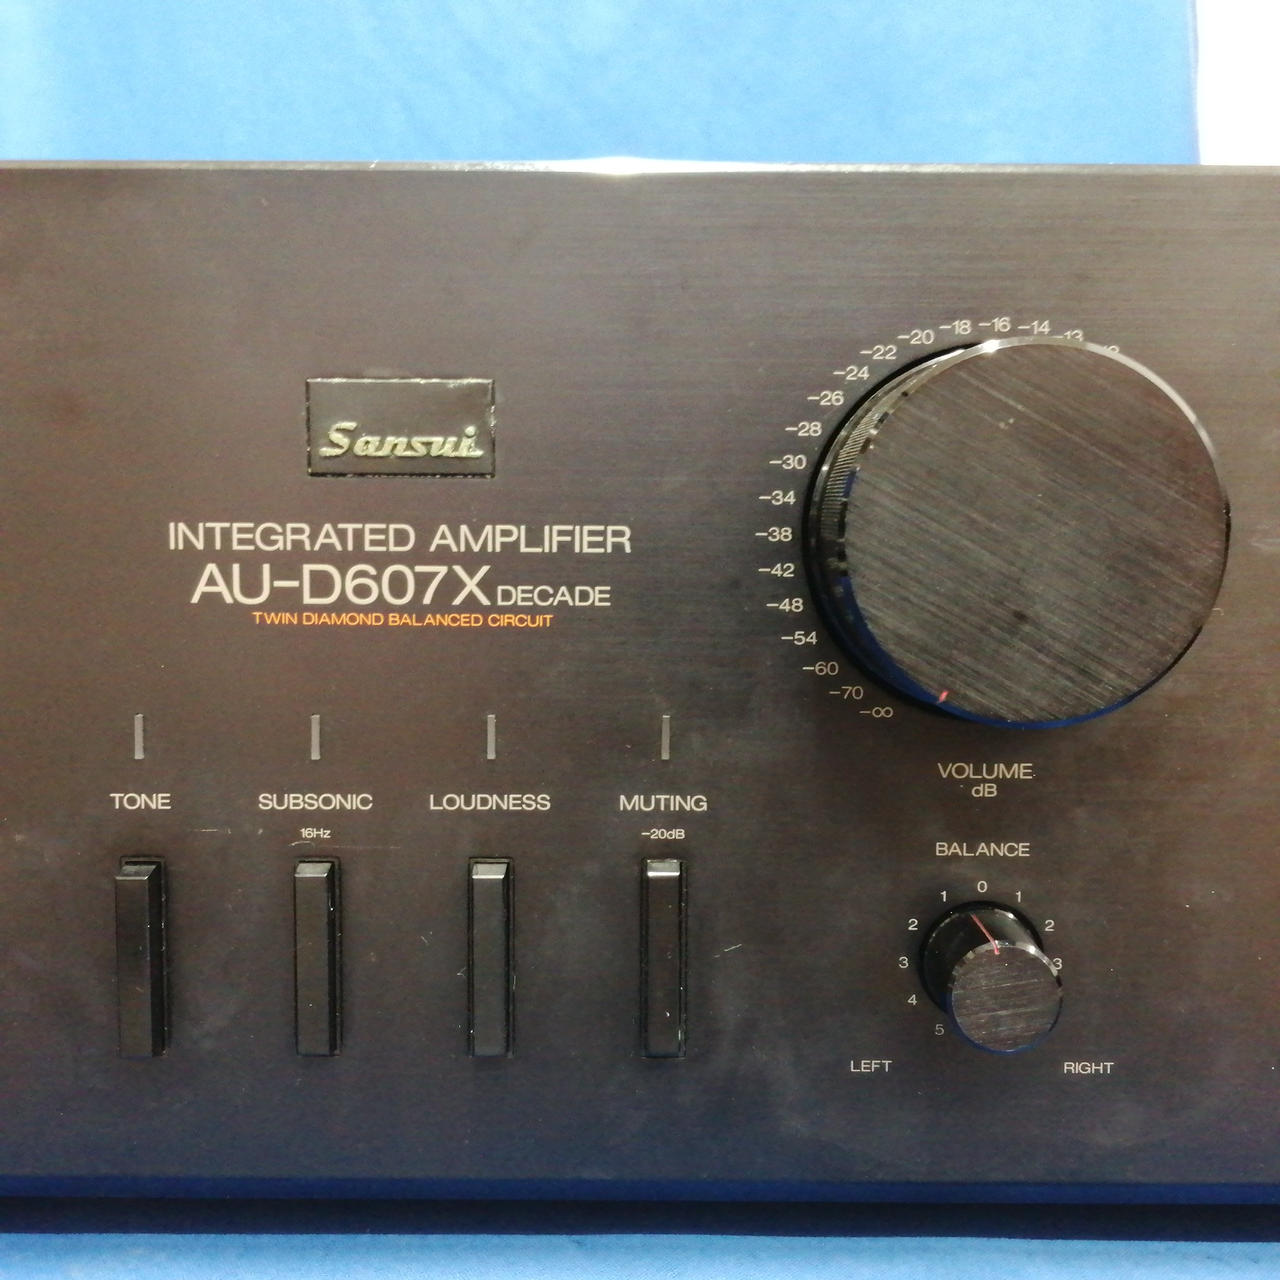 Sansui
INTEGRATED AMPLIFIER
AU-D607X DECADE
TWIN DIAMOND BALANCED CIRCUIT
-16
-14
-18
-13
-20
-22
-24
-26
-28
-30
-34
-38
-42
-48
-54
-60
-70
-∞
VOLUME
dB
TONE
SUBSONIC
16Hz
LOUDNESS
MUTING
-20dB
BALANCE
0
1 1
2 2
3 3
4
5
LEFT RIGHT